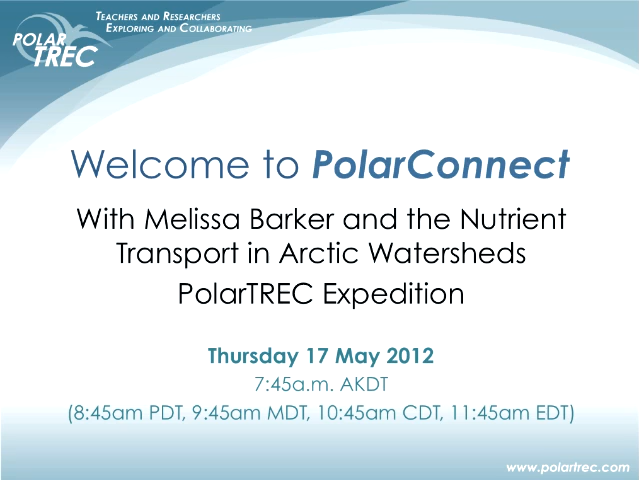 Teachers and Researchers
Exploring and Collaborating
POLAR
TREC
Welcome to PolarConnect
With Melissa Barker and the Nutrient
Transport in Arctic Watersheds
PolarTREC Expedition
Thursday 17 May 2012
7:45a.m. AKDT
(8:45am PDT, 9:45am MDT, 10:45am CDT, 11:45am EDT)
www.polartrec.com